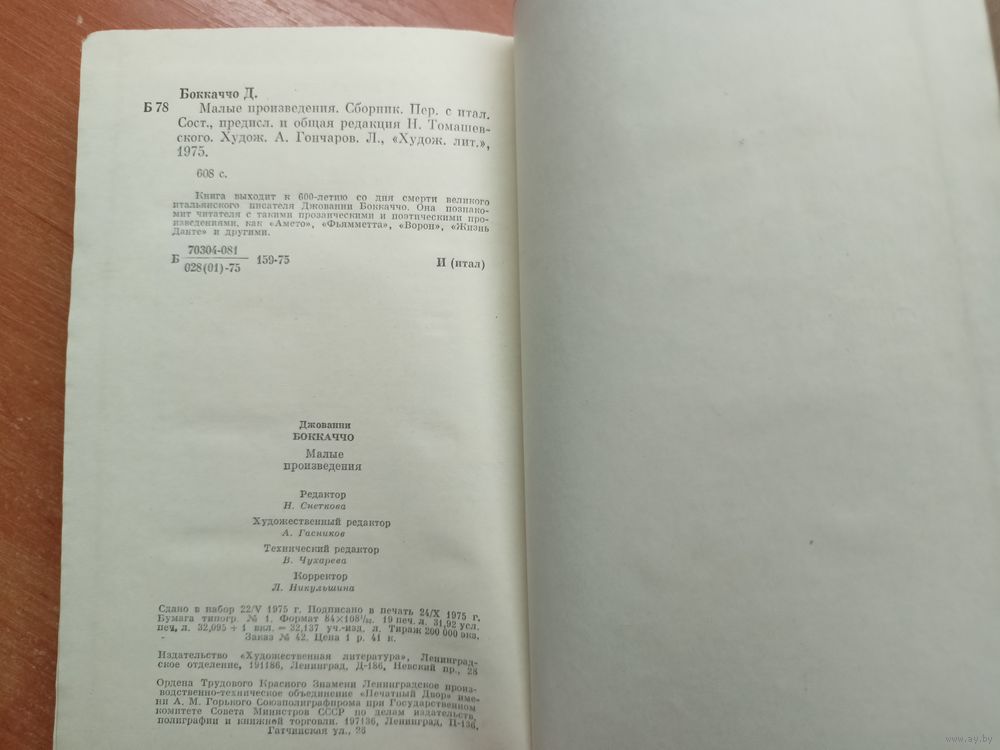 Боккаччо Д.
Б 78 Малые произведения. Сборник. Пер. с итал.
Сост., предисл. и общая редакция Н. Томашев-
ского. Худож. А. Гончаров. Л., «Худож. лит.»,
1975.
608 с.
Книга выходит к 600-летию со дня смерти великого
итальянского писателя Джованни Боккаччо. Она познако-
мит читателя с такими прозаическими и поэтическими про-
изведениями, как «Амето», «Фьямметта», «Ворон», «Жизнь
Данте» и другими.
70304-081
Б 159-75 И (итал)
028(01)-75
Джованни
БОККАЧЧО
Малые
произведения
Редактор
Н. Снеткова
Художественный редактор
А. Гасников
Технический редактор
В. Чухарева
Корректор
Л. Никульшина
Сдано в набор 22/V 1975 г. Подписано в печать 24/X 1975 г.
Бумага типогр. № 1. Формат 84×108¹/₃₂. 19 печ. л. 31,92 усл.
печ. л. 32,095 + 1 вкл. = 32,137 уч.-изд. л. Тираж 200 000 экз.
Заказ № 42. Цена 1 р. 41 к.
Издательство «Художественная литература», Ленинград-
ское отделение, 191186, Ленинград, Д-186, Невский пр., 28
Ордена Трудового Красного Знамени Ленинградское произ-
водственно-техническое объединение «Печатный Двор» име-
ни А. М. Горького Союзполиграфпрома при Государственном
комитете Совета Министров СССР по делам издательств,
полиграфии и книжной торговли. 197136, Ленинград, П-136,
Гатчинская ул., 26
www.ay.by